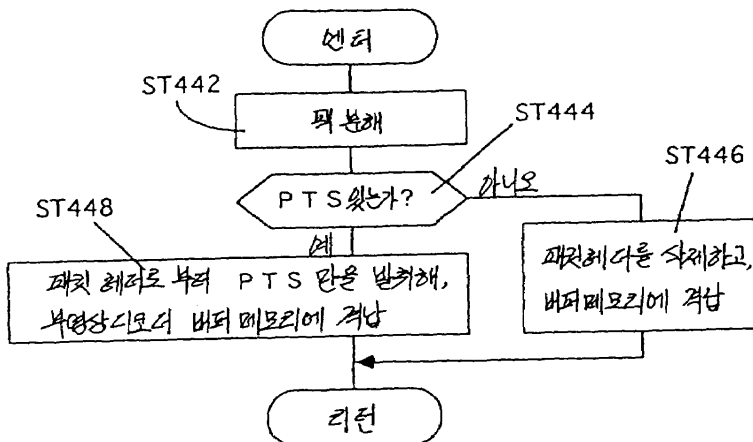 엔터
ST442
팩 분해
ST444
PTS 있는가?
아니오
ST446
ST448
예
패킷 헤더로 부터 PTS 만을 발취해,
부영상디코더 버퍼메모리에 격납
패킷헤더를 삭제하고,
버퍼메모리에 격납
리턴